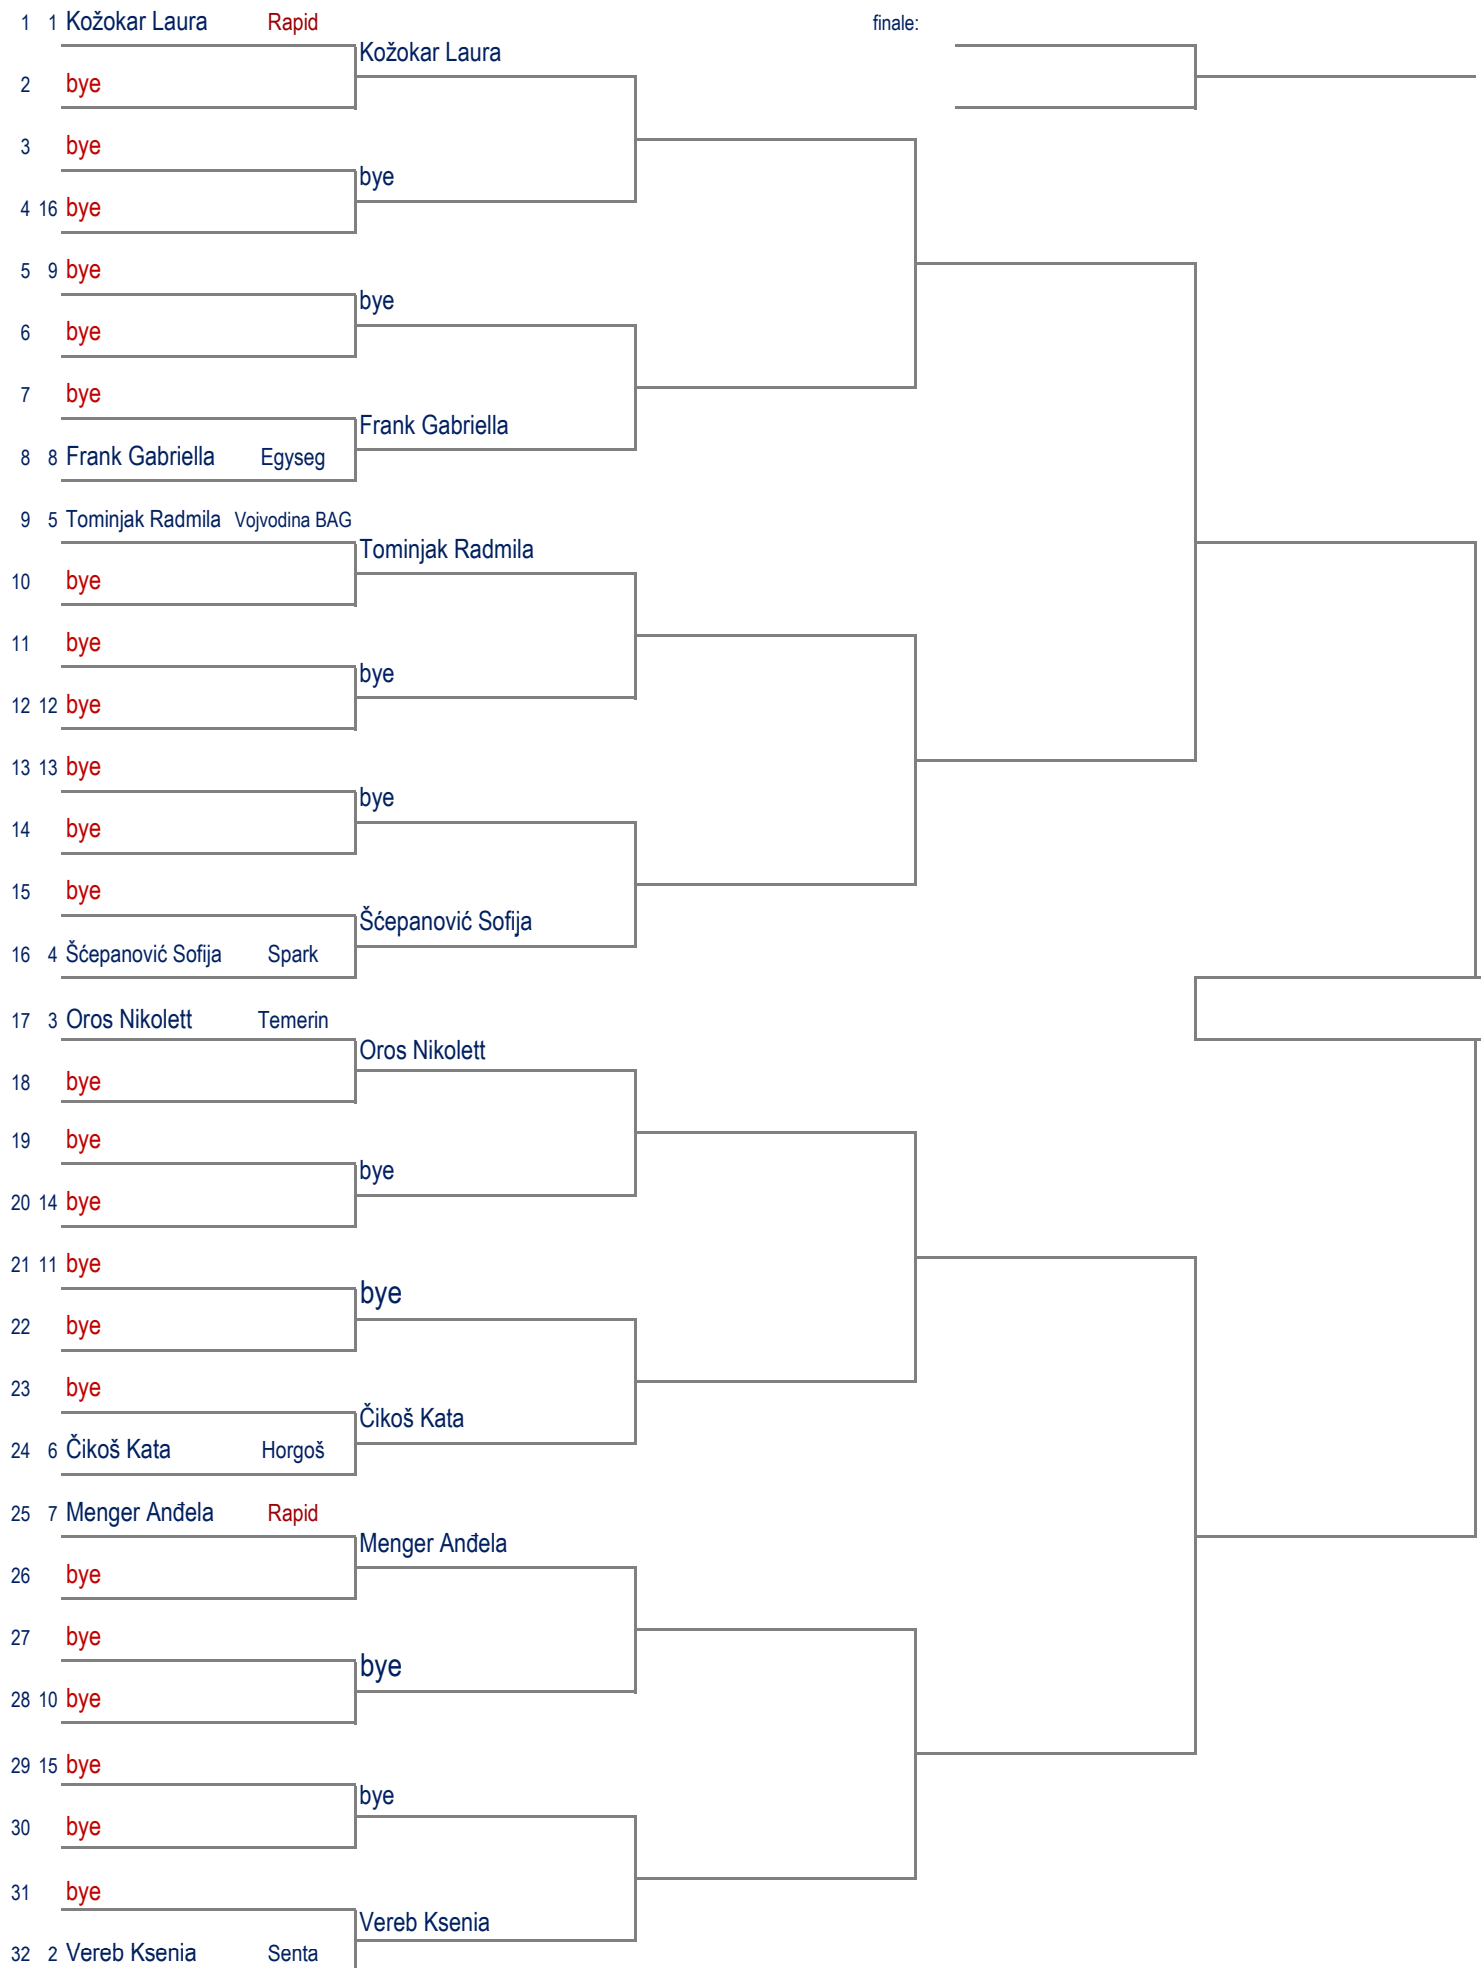 1 1 Kožokar Laura Rapid finale:
Kožokar Laura
2 bye
3 bye
bye
4 16 bye
5 9 bye
bye
6 bye
7 bye
Frank Gabriella
8 8 Frank Gabriella Egyseg
9 5 Tominjak Radmila Vojvodina BAG
Tominjak Radmila
10 bye
11 bye
bye
12 12 bye
13 13 bye
bye
14 bye
15 bye
Šćepanović Sofija
16 4 Šćepanović Sofija Spark
17 3 Oros Nikolett Temerin
Oros Nikolett
18 bye
19 bye
bye
20 14 bye
21 11 bye
bye
22 bye
23 bye
Čikoš Kata
24 6 Čikoš Kata Horgoš
25 7 Menger Anđela Rapid
Menger Anđela
26 bye
27 bye
bye
28 10 bye
29 15 bye
bye
30 bye
31 bye
Vereb Ksenia
32 2 Vereb Ksenia Senta